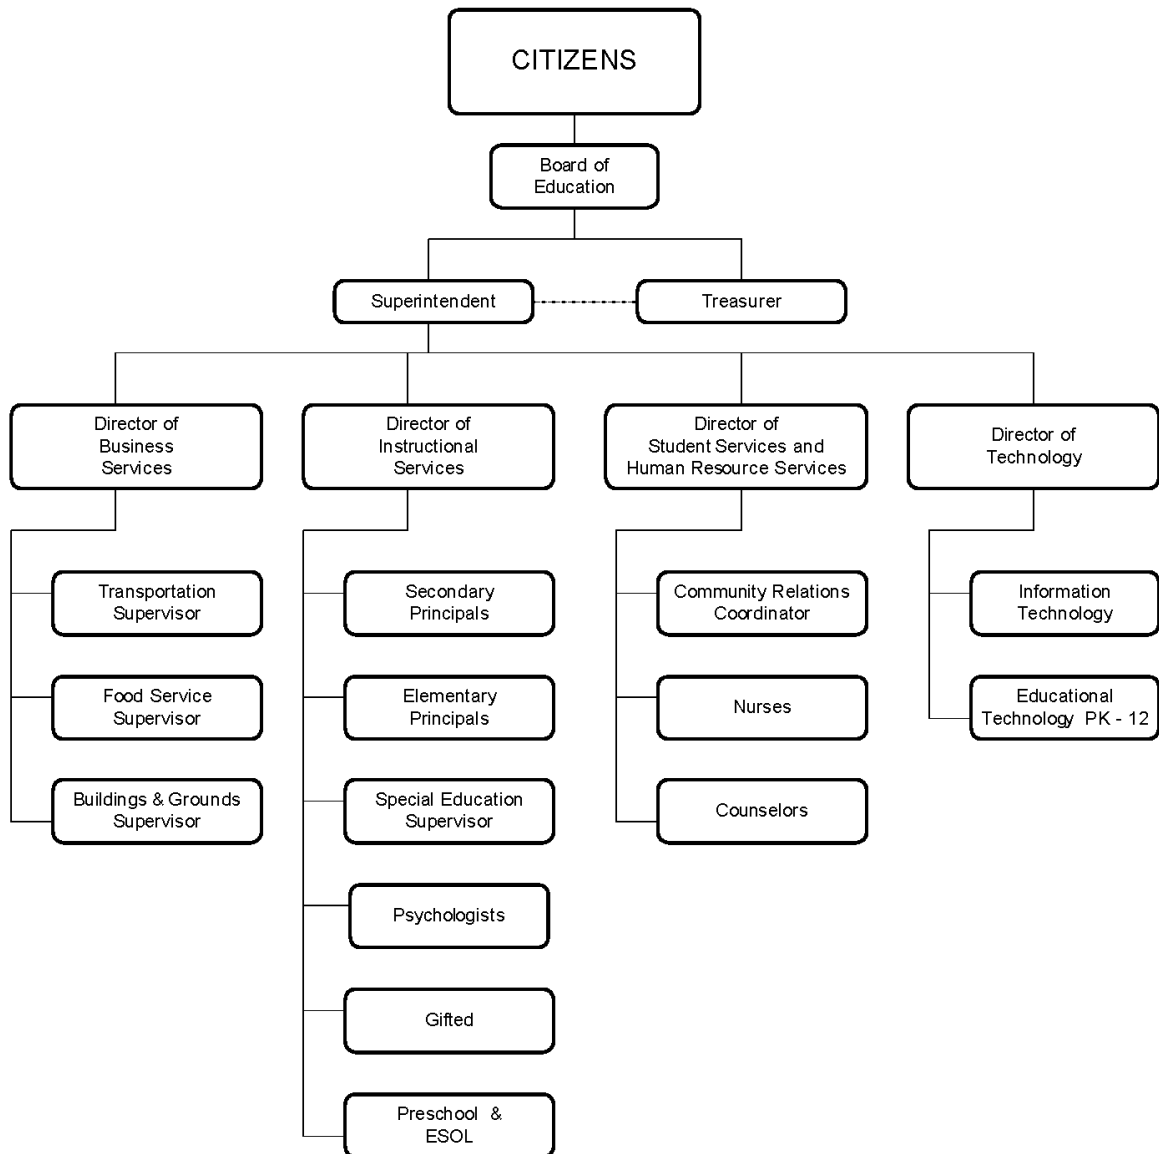 CITIZENS
Board of
Education
Superintendent
Treasurer
Director of
Business
Services
Director of
Instructional
Services
Director of
Student Services and
Human Resource Services
Director of
Technology
Transportation
Supervisor
Secondary
Principals
Community Relations
Coordinator
Information
Technology
Food Service
Supervisor
Elementary
Principals
Nurses
Educational
Technology PK - 12
Buildings & Grounds
Supervisor
Special Education
Supervisor
Counselors
Psychologists
Gifted
Preschool &
ESOL